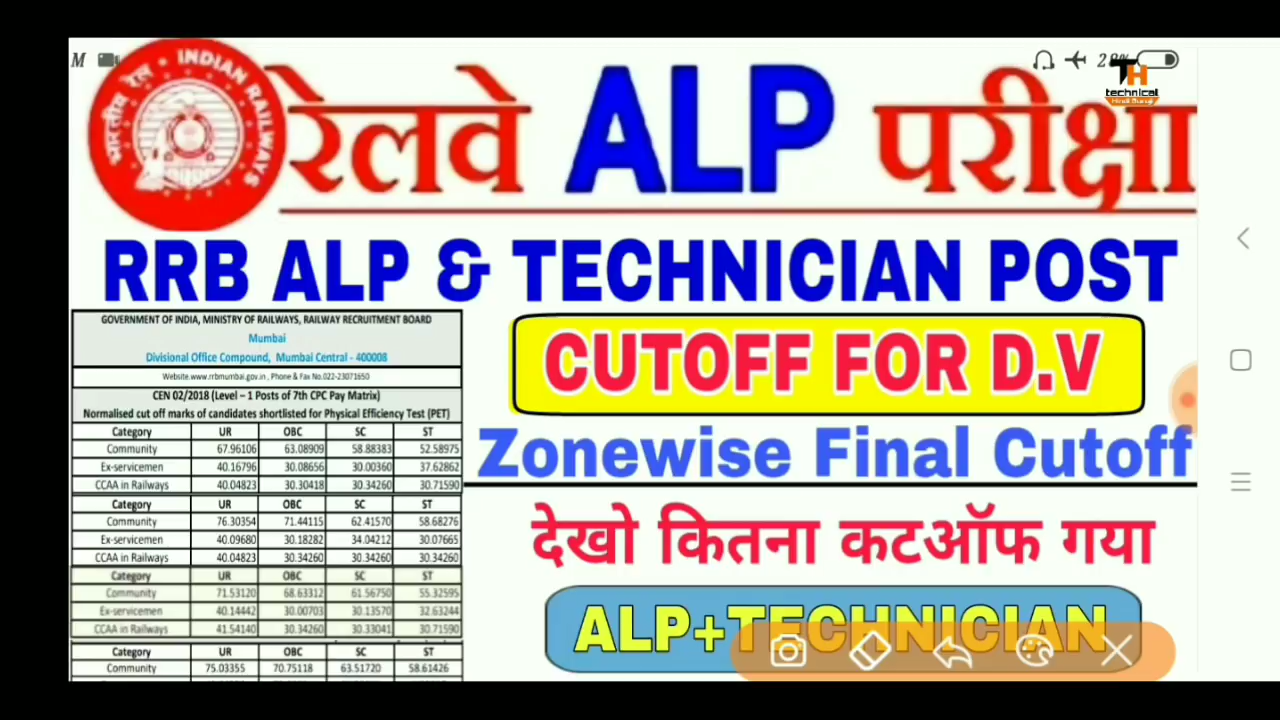 M
28%
TH
technical
INDIAN RAILWAYS
भारतीय रेल
रेलवे ALP परीक्षा
RRB ALP & TECHNICIAN POST
GOVERNMENT OF INDIA, MINISTRY OF RAILWAYS, RAILWAY RECRUITMENT BOARD
Mumbai
Divisional Office Compound, Mumbai Central - 400008
Website.www.rrbmumbai.gov.in , Phone & Fax No.022-23071650
CEN 02/2018 (Level – 1 Posts of 7th CPC Pay Matrix)
Normalised cut off marks of candidates shortlisted for Physical Efficiency Test (PET)
Category UR OBC SC ST
Community 67.96106 63.08909 58.88383 52.58975
Ex-servicemen 40.16796 30.08656 30.00360 37.62862
CCAA in Railways 40.04823 30.30418 30.34260 30.71590
Category UR OBC SC ST
Community 76.30354 71.44115 62.41570 58.68276
Ex-servicemen 40.09680 30.18282 34.04212 30.07665
CCAA in Railways 40.04823 30.34260 30.34260 30.34260
Category UR OBC SC ST
Community 71.53120 68.63312 61.56750 55.32595
Ex-servicemen 40.14442 30.00703 30.13570 32.63244
CCAA in Railways 41.54140 30.34260 30.33041 30.71590
Category UR OBC SC ST
Community 75.03355 70.75118 63.51720 58.61426
CUTOFF FOR D.V
Zonewise Final Cutoff
देखो कितना कटऑफ गया
ALP+TECHNICIAN